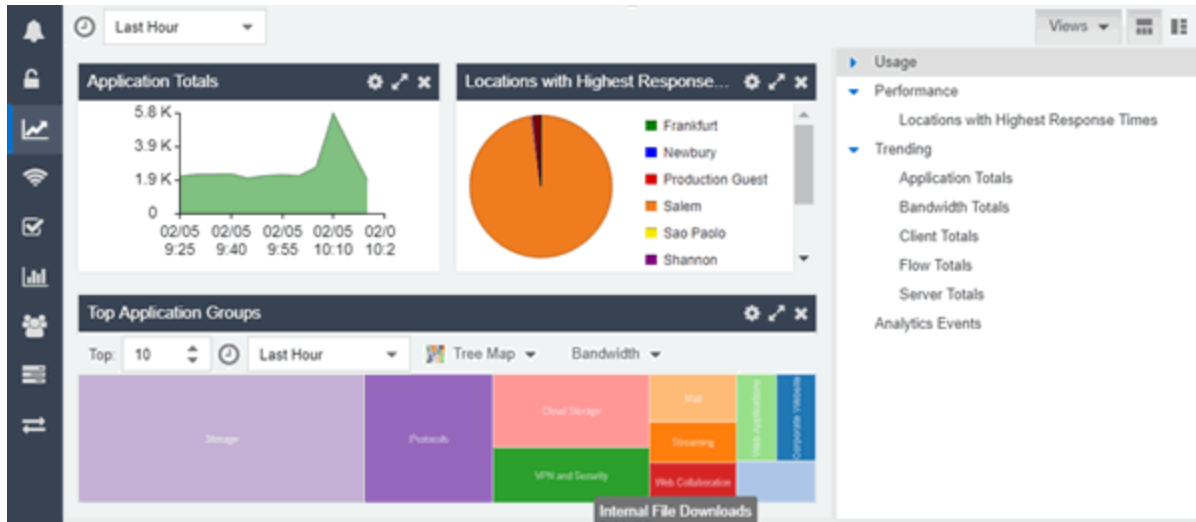 Last Hour
Views
Application Totals
5.8 K
3.9 K
1.9 K
0
02/05 02/05 02/05 02/05 02/0
9:25 9:40 9:55 10:10 10:2
Locations with Highest Response...
Frankfurt
Newbury
Production Guest
Salem
Sao Paolo
Shannon
Top Application Groups
Top: 10 Last Hour Tree Map Bandwidth
Storage
Protocols
Cloud Storage
VPN and Security
Mail
Streaming
Web Collaboration
Web Applications
Corporate Website
Internal File Downloads
Usage
Performance
Locations with Highest Response Times
Trending
Application Totals
Bandwidth Totals
Client Totals
Flow Totals
Server Totals
Analytics Events